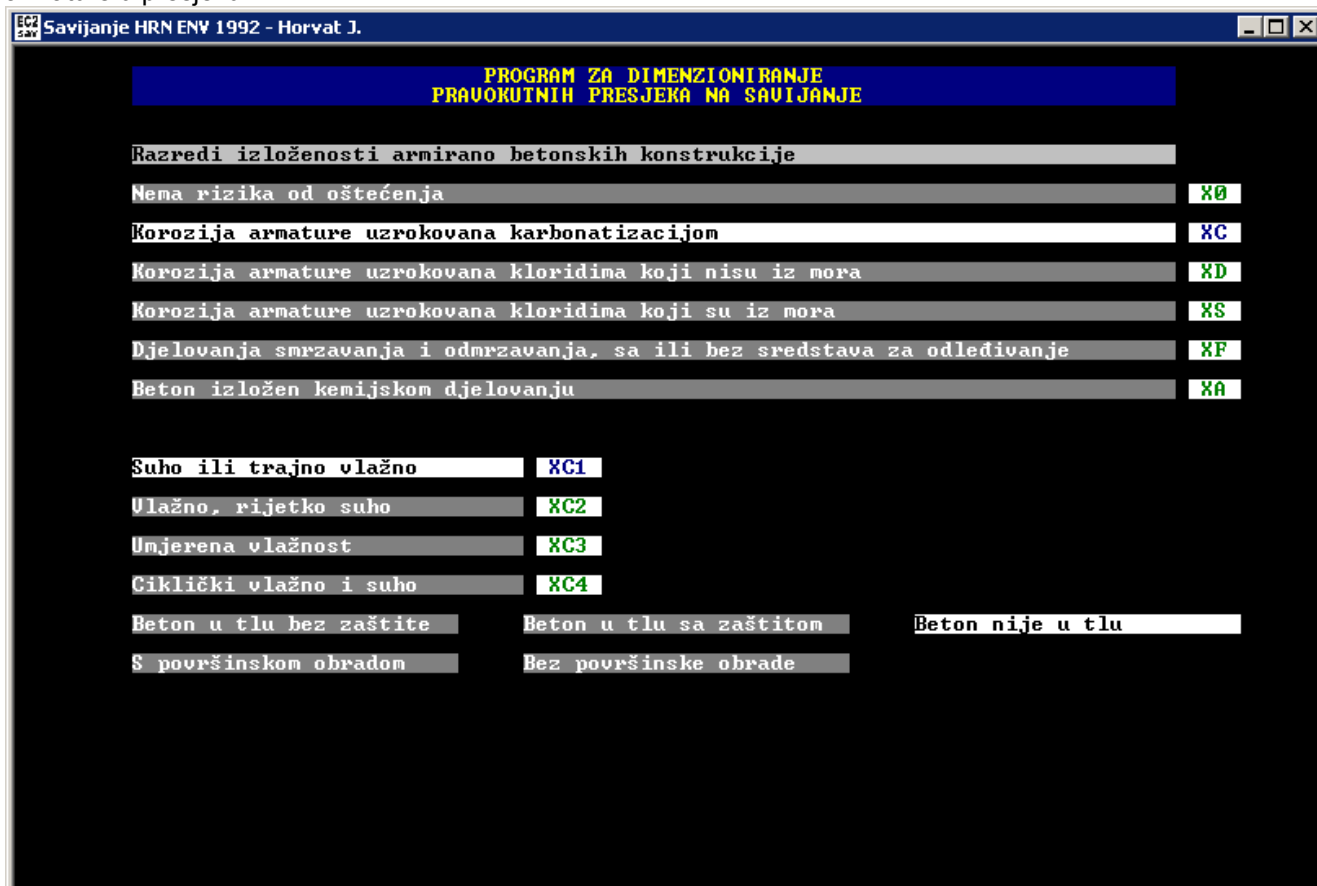 EC2 sav Savijanje HRN ENV 1992 - Horvat J.
PROGRAM ZA DIMENZIONIRANJE
PRAVOKUTNIH PRESJEKA NA SAVIJANJE
Razredi izloženosti armirano betonskih konstrukcije
Nema rizika od oštećenja X0
Korozija armature uzrokovana karbonatizacijom XC
Korozija armature uzrokovana kloridima koji nisu iz mora XD
Korozija armature uzrokovana kloridima koji su iz mora XS
Djelovanja smrzavanja i odmrzavanja, sa ili bez sredstava za odleđivanje XF
Beton izložen kemijskom djelovanju XA
Suho ili trajno vlažno XC1
Vlažno, rijetko suho XC2
Umjerena vlažnost XC3
Ciklički vlažno i suho XC4
Beton u tlu bez zaštite Beton u tlu sa zaštitom Beton nije u tlu
S površinskom obradom Bez površinske obrade